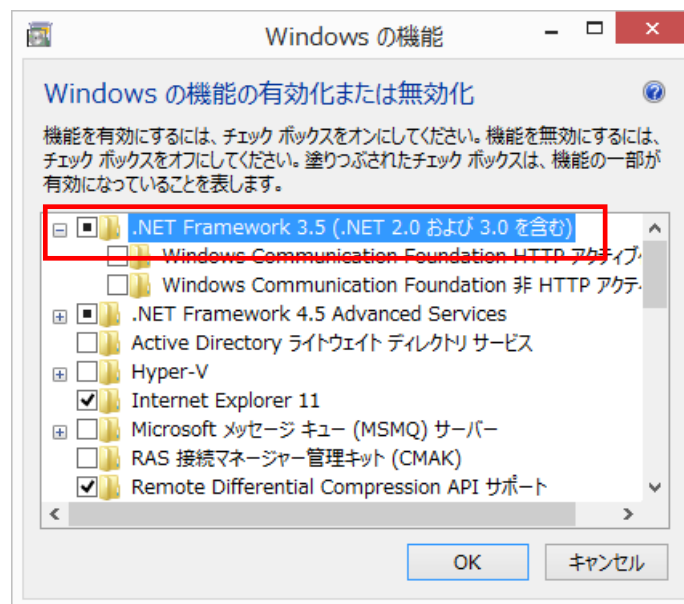 Windows の機能
Windows の機能の有効化または無効化
機能を有効にするには、チェック ボックスをオンにしてください。機能を無効にするには、
チェック ボックスをオフにしてください。塗りつぶされたチェック ボックスは、機能の一部が
有効になっていることを表します。
.NET Framework 3.5 (.NET 2.0 および 3.0 を含む)
Windows Communication Foundation HTTP アクティブ
Windows Communication Foundation 非 HTTP アクテ
.NET Framework 4.5 Advanced Services
Active Directory ライトウェイト ディレクトリ サービス
Hyper-V
Internet Explorer 11
Microsoft メッセージ キュー (MSMQ) サーバー
RAS 接続マネージャー管理キット (CMAK)
Remote Differential Compression API サポート
OK
キャンセル